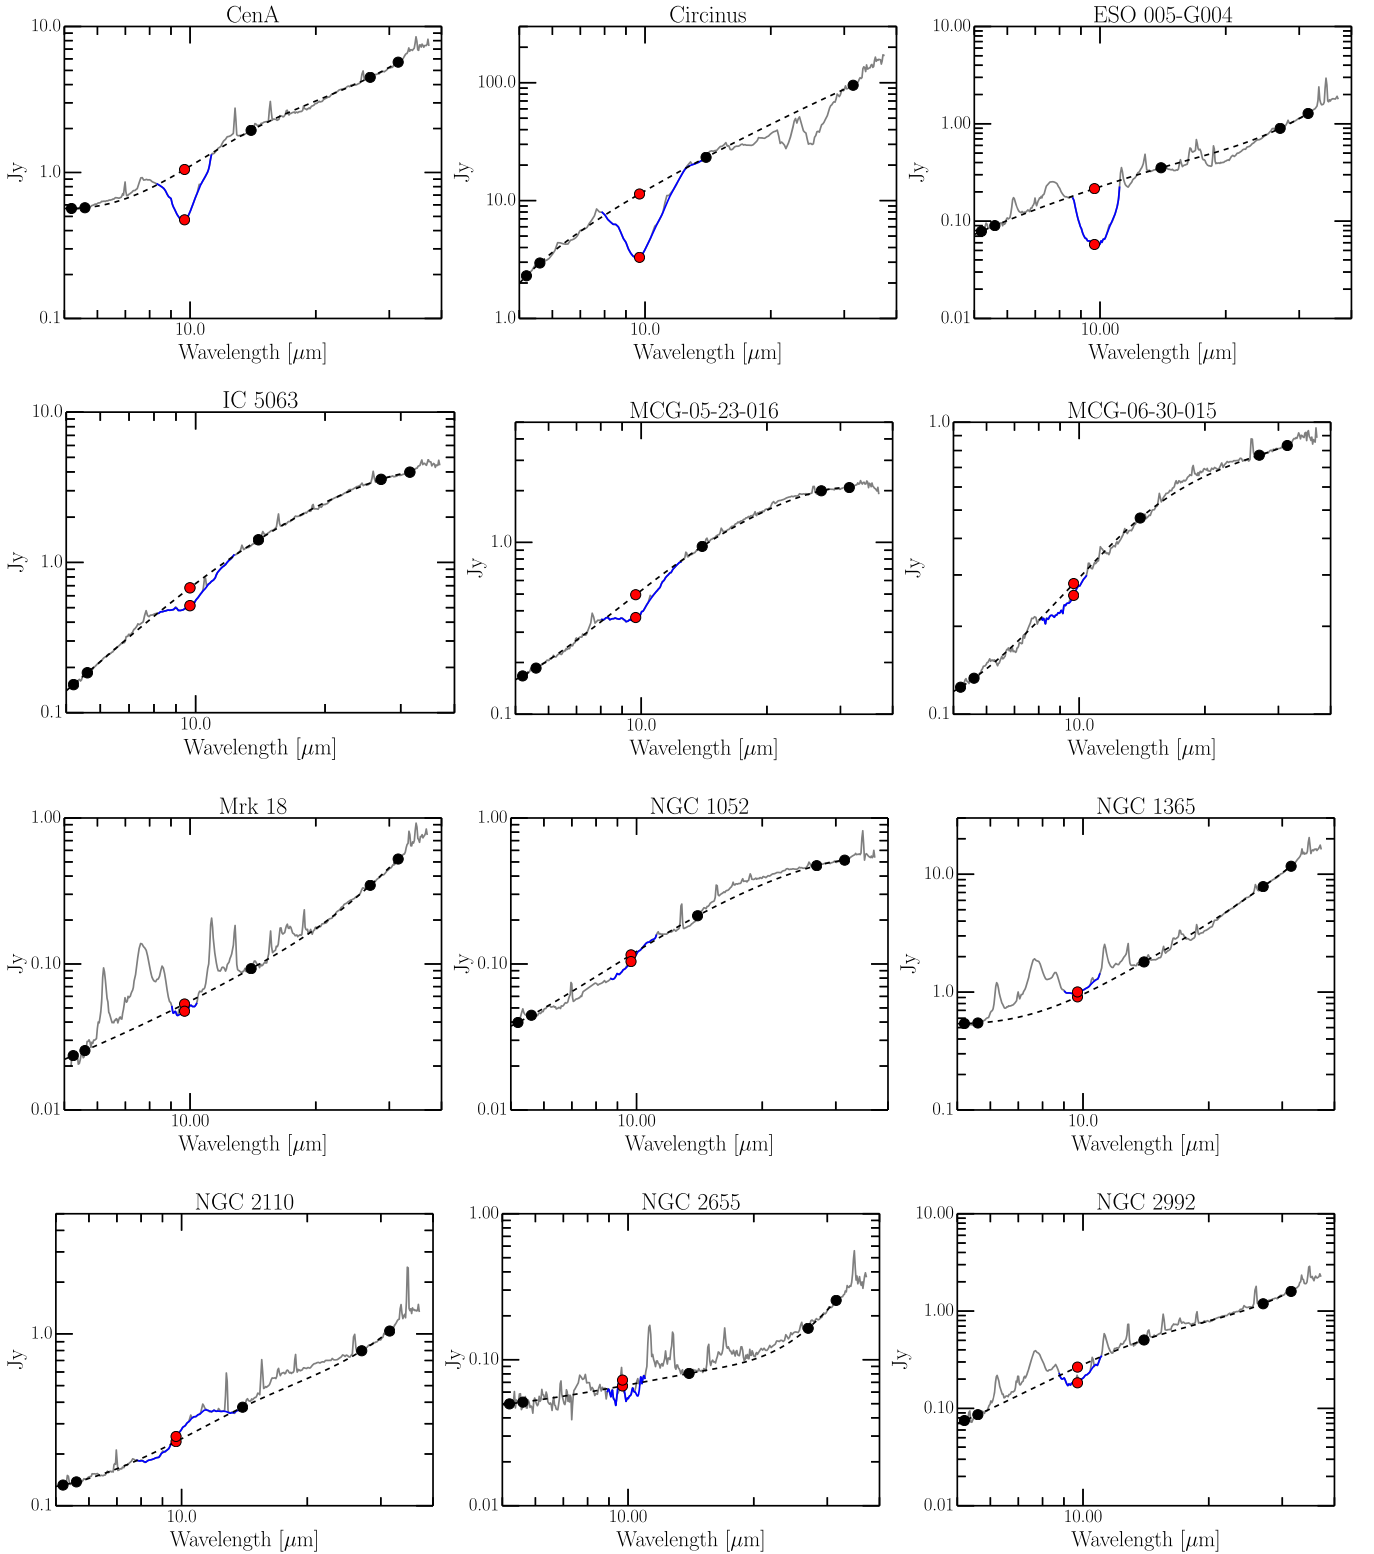 CenA
10.0
1.0
0.1
Jy
10.0
Wavelength [μm]
Circinus
100.0
10.0
1.0
Jy
10.0
Wavelength [μm]
ESO 005-G004
10.00
1.00
0.10
0.01
Jy
10.00
Wavelength [μm]
IC 5063
10.0
1.0
0.1
Jy
10.0
Wavelength [μm]
MCG-05-23-016
1.0
0.1
Jy
10.0
Wavelength [μm]
MCG-06-30-015
1.0
0.1
Jy
10.0
Wavelength [μm]
Mrk 18
1.00
0.10
0.01
Jy
10.00
Wavelength [μm]
NGC 1052
1.00
0.10
0.01
Jy
10.00
Wavelength [μm]
NGC 1365
10.0
1.0
0.1
Jy
10.0
Wavelength [μm]
NGC 2110
1.0
0.1
Jy
10.0
Wavelength [μm]
NGC 2655
1.00
0.10
0.01
Jy
10.00
Wavelength [μm]
NGC 2992
10.00
1.00
0.10
0.01
Jy
10.00
Wavelength [μm]